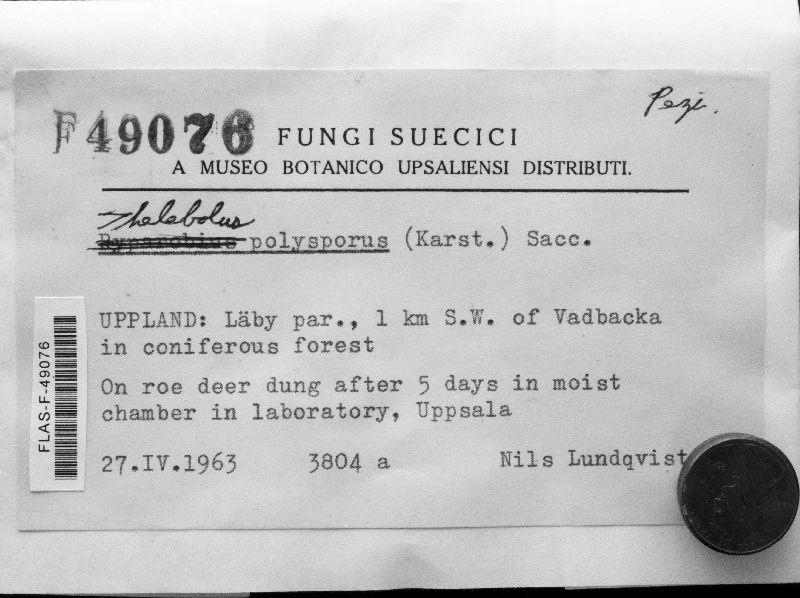 Pezi.
F49076
FUNGI SUECICI
A MUSEO BOTANICO UPSALIENSI DISTRIBUTI.
Thelebolus
Ryparobius polysporus (Karst.) Sacc.
UPPLAND: Läby par., 1 km S.W. of Vadbacka
in coniferous forest
On roe deer dung after 5 days in moist
chamber in laboratory, Uppsala
27.IV.1963 3804 a Nils Lundqvist
FLAS-F-49076